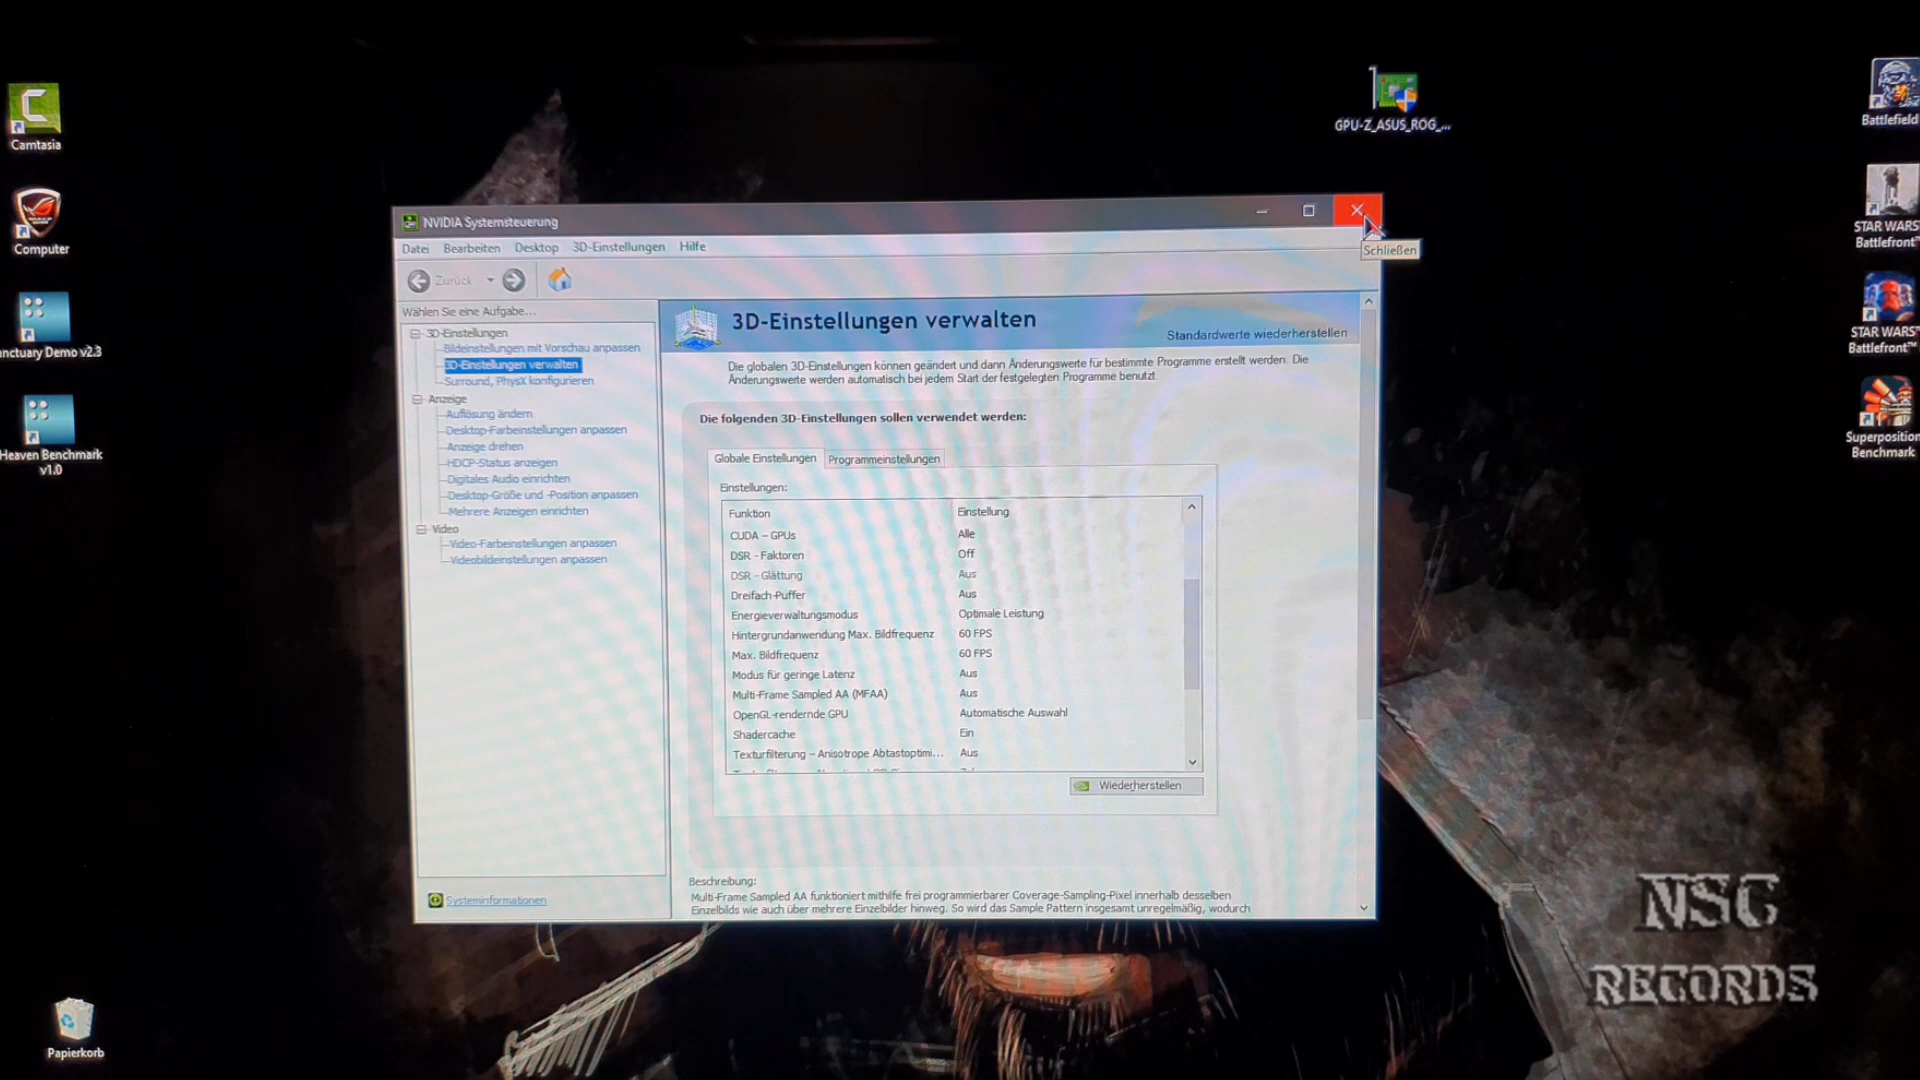 Camtasia
Computer
nctuary Demo v2.3
Heaven Benchmark
v1.0
Papierkorb
GPU-Z_ASUS_ROG_...
Battlefield
STAR WARS
Battlefront™
STAR WARS™
Battlefront™
Superposition
Benchmark
NVIDIA Systemsteuerung
Schließen
Datei Bearbeiten Desktop 3D-Einstellungen Hilfe
Zurück
Wählen Sie eine Aufgabe...
3D-Einstellungen
Bildeinstellungen mit Vorschau anpassen
3D-Einstellungen verwalten
Surround, PhysX konfigurieren
Anzeige
Auflösung ändern
Desktop-Farbeinstellungen anpassen
Anzeige drehen
HDCP-Status anzeigen
Digitales Audio einrichten
Desktop-Größe und -Position anpassen
Mehrere Anzeigen einrichten
Video
Video-Farbeinstellungen anpassen
Videobildeinstellungen anpassen
Systeminformationen
3D-Einstellungen verwalten
Standardwerte wiederherstellen
Die globalen 3D-Einstellungen können geändert und dann Änderungswerte für bestimmte Programme erstellt werden. Die
Änderungswerte werden automatisch bei jedem Start der festgelegten Programme benutzt.
Die folgenden 3D-Einstellungen sollen verwendet werden:
Globale Einstellungen Programmeinstellungen
Einstellungen:
Funktion Einstellung
CUDA – GPUs Alle
DSR - Faktoren Off
DSR - Glättung Aus
Dreifach-Puffer Aus
Energieverwaltungsmodus Optimale Leistung
Hintergrundanwendung Max. Bildfrequenz 60 FPS
Max. Bildfrequenz 60 FPS
Modus für geringe Latenz Aus
Multi-Frame Sampled AA (MFAA) Aus
OpenGL-rendernde GPU Automatische Auswahl
Shadercache Ein
Texturfilterung – Anisotrope Abtastoptimi... Aus
Wiederherstellen
Beschreibung:
Multi-Frame Sampled AA funktioniert mithilfe frei programmierbarer Coverage-Sampling-Pixel innerhalb desselben
Einzelbilds wie auch über mehrere Einzelbilder hinweg. So wird das Sample Pattern insgesamt unregelmäßig, wodurch
NSC
RECORDS